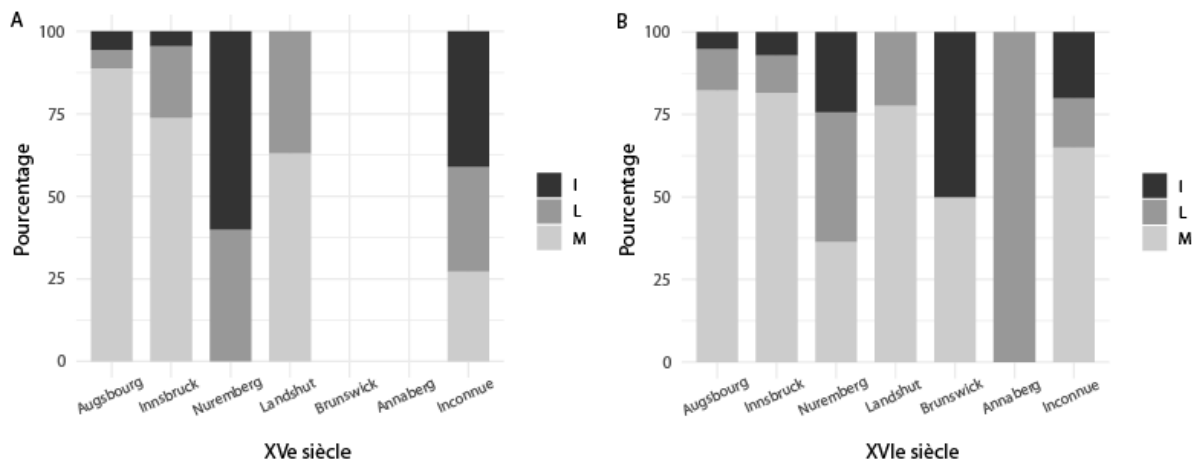 A
100
75
50
25
0
Pourcentage
Augsbourg
Innsbruck
Nuremberg
Landshut
Brunswick
Annaberg
Inconnue
XVe siècle
I
L
M
B
100
75
50
25
0
Pourcentage
Augsbourg
Innsbruck
Nuremberg
Landshut
Brunswick
Annaberg
Inconnue
XVIe siècle
I
L
M